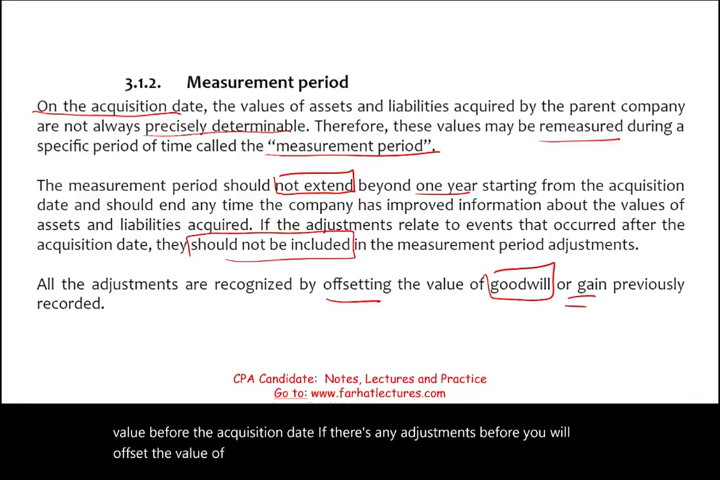 3.1.2. Measurement period
On the acquisition date, the values of assets and liabilities acquired by the parent company
are not always precisely determinable. Therefore, these values may be remeasured during a
specific period of time called the “measurement period”.
The measurement period should not extend beyond one year starting from the acquisition
date and should end any time the company has improved information about the values of
assets and liabilities acquired. If the adjustments relate to events that occurred after the
acquisition date, they should not be included in the measurement period adjustments.
All the adjustments are recognized by offsetting the value of goodwill or gain previously
recorded.
CPA Candidate: Notes, Lectures and Practice
Go to: www.farhatlectures.com
value before the acquisition date If there's any adjustments before you will
offset the value of